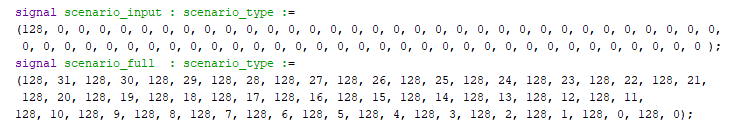 signal scenario_input : scenario_type :=
(128, 0, 0, 0, 0, 0, 0, 0, 0, 0, 0, 0, 0, 0, 0, 0, 0, 0, 0, 0, 0, 0, 0, 0, 0, 0, 0, 0, 0, 0, 0, 0, 0,
 0, 0, 0, 0, 0, 0, 0, 0, 0, 0, 0, 0, 0, 0, 0, 0, 0, 0, 0, 0, 0, 0, 0, 0, 0, 0, 0, 0, 0, 0, 0, 0, 0 );
signal scenario_full  : scenario_type :=
(128, 31, 128, 30, 128, 29, 128, 28, 128, 27, 128, 26, 128, 25, 128, 24, 128, 23, 128, 22, 128, 21,
 128, 20, 128, 19, 128, 18, 128, 17, 128, 16, 128, 15, 128, 14, 128, 13, 128, 12, 128, 11,
128, 10, 128, 9, 128, 8, 128, 7, 128, 6, 128, 5, 128, 4, 128, 3, 128, 2, 128, 1, 128, 0, 128, 0);